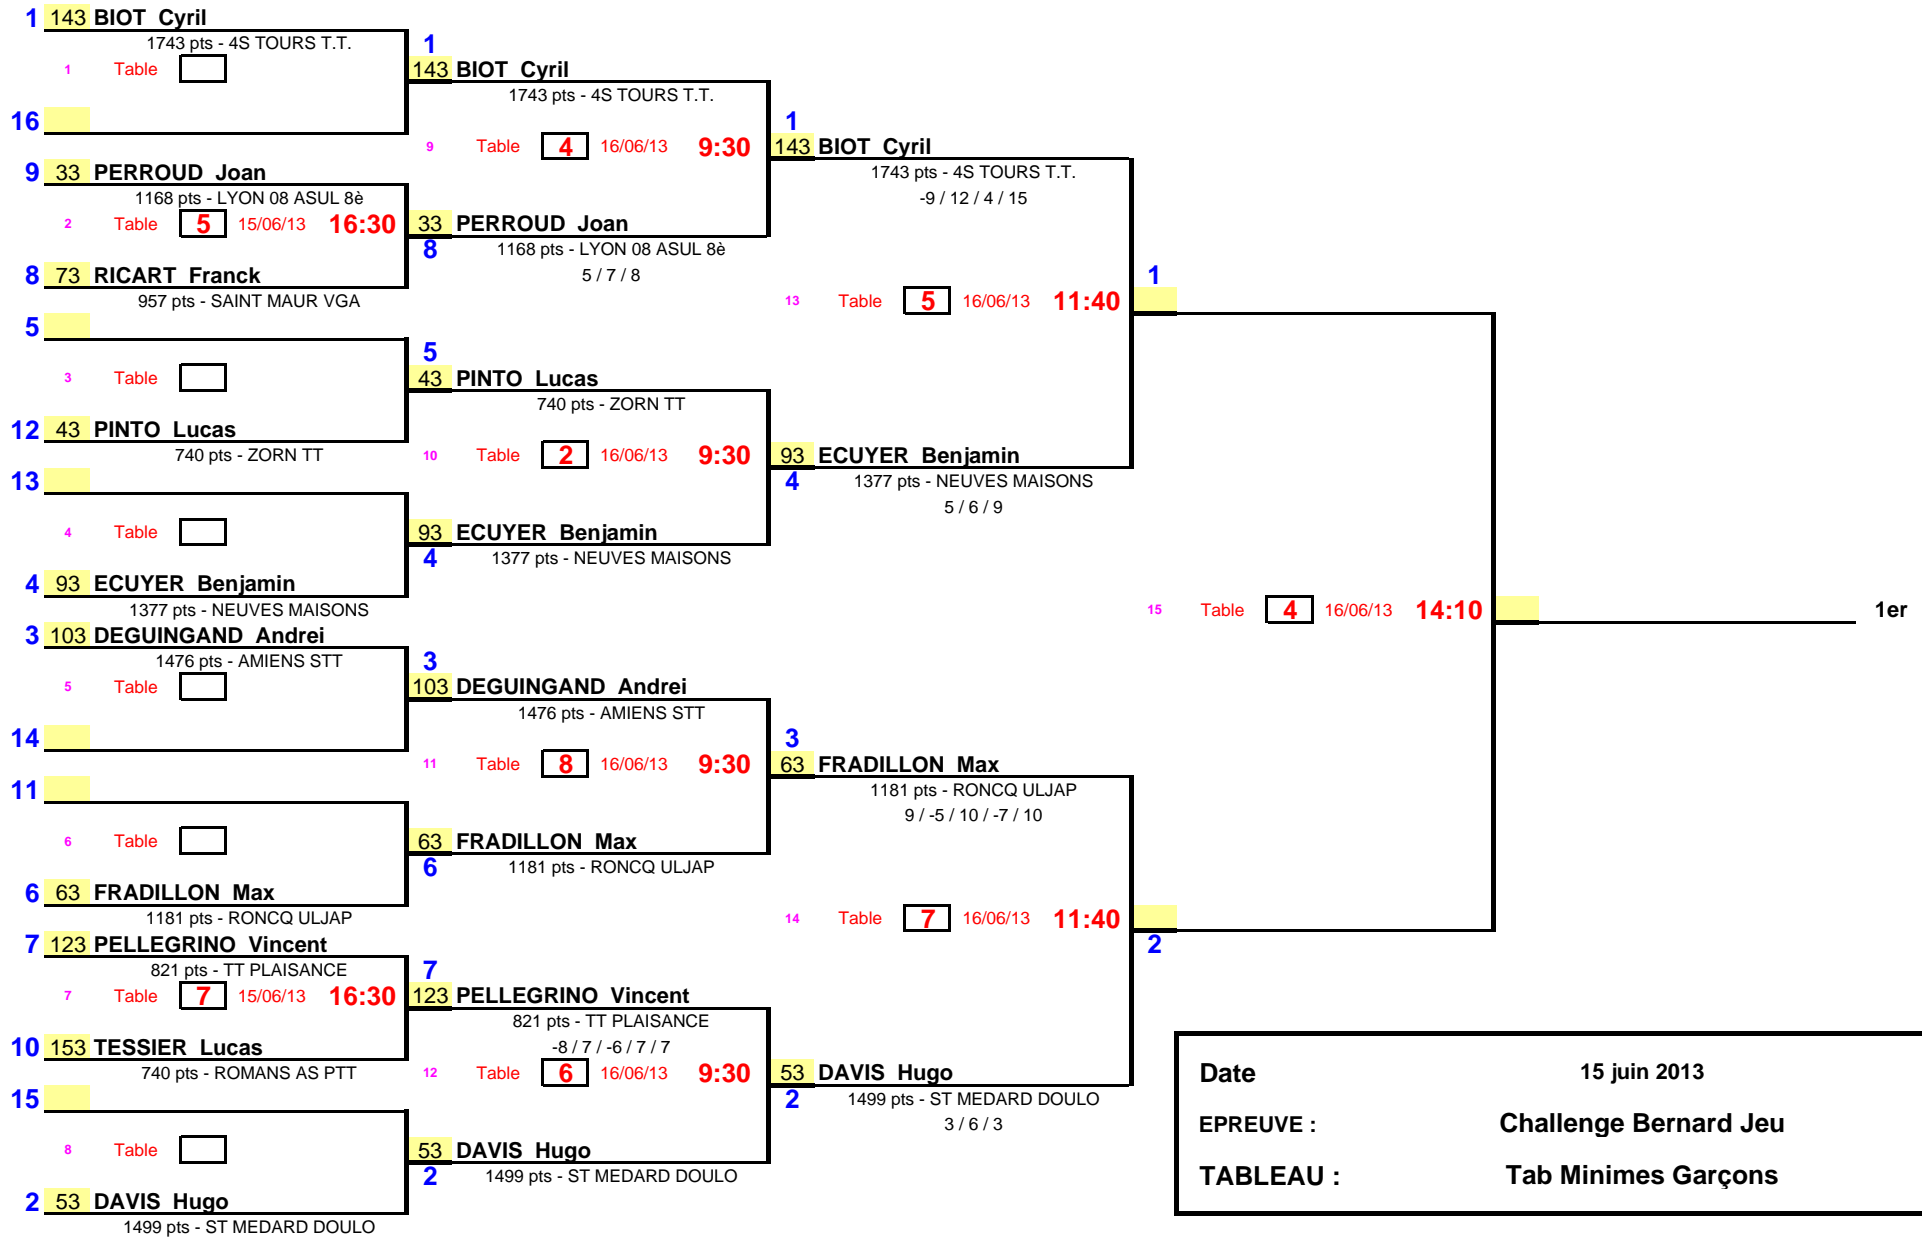 1 143 BIOT Cyril
1743 pts - 4S TOURS T.T.
1 Table
16
9 33 PERROUD Joan
1168 pts - LYON 08 ASUL 8è
2 Table 5 15/06/13 16:30
8 73 RICART Franck
957 pts - SAINT MAUR VGA
5
3 Table
12 43 PINTO Lucas
740 pts - ZORN TT
13
4 Table
4 93 ECUYER Benjamin
1377 pts - NEUVES MAISONS
3 103 DEGUINGAND Andrei
1476 pts - AMIENS STT
5 Table
14
11
6 Table
6 63 FRADILLON Max
1181 pts - RONCQ ULJAP
7 123 PELLEGRINO Vincent
821 pts - TT PLAISANCE
7 Table 7 15/06/13 16:30
10 153 TESSIER Lucas
740 pts - ROMANS AS PTT
15
8 Table
2 53 DAVIS Hugo
1499 pts - ST MEDARD DOULO
1
143 BIOT Cyril
1743 pts - 4S TOURS T.T.
9 Table 4 16/06/13 9:30
33 PERROUD Joan
8
1168 pts - LYON 08 ASUL 8è
5 / 7 / 8
5
43 PINTO Lucas
740 pts - ZORN TT
10 Table 2 16/06/13 9:30
93 ECUYER Benjamin
4
1377 pts - NEUVES MAISONS
3
103 DEGUINGAND Andrei
1476 pts - AMIENS STT
11 Table 8 16/06/13 9:30
63 FRADILLON Max
6
1181 pts - RONCQ ULJAP
7
123 PELLEGRINO Vincent
821 pts - TT PLAISANCE
-8 / 7 / -6 / 7 / 7
12 Table 6 16/06/13 9:30
53 DAVIS Hugo
2
1499 pts - ST MEDARD DOULO
1
143 BIOT Cyril
1743 pts - 4S TOURS T.T.
-9 / 12 / 4 / 15
13 Table 5 16/06/13 11:40
93 ECUYER Benjamin
4
1377 pts - NEUVES MAISONS
5 / 6 / 9
3
63 FRADILLON Max
1181 pts - RONCQ ULJAP
9 / -5 / 10 / -7 / 10
14 Table 7 16/06/13 11:40
53 DAVIS Hugo
2
1499 pts - ST MEDARD DOULO
3 / 6 / 3
1
15 Table 4 16/06/13 14:10
2
1er
Date 15 juin 2013
EPREUVE : Challenge Bernard Jeu
TABLEAU : Tab Minimes Garçons